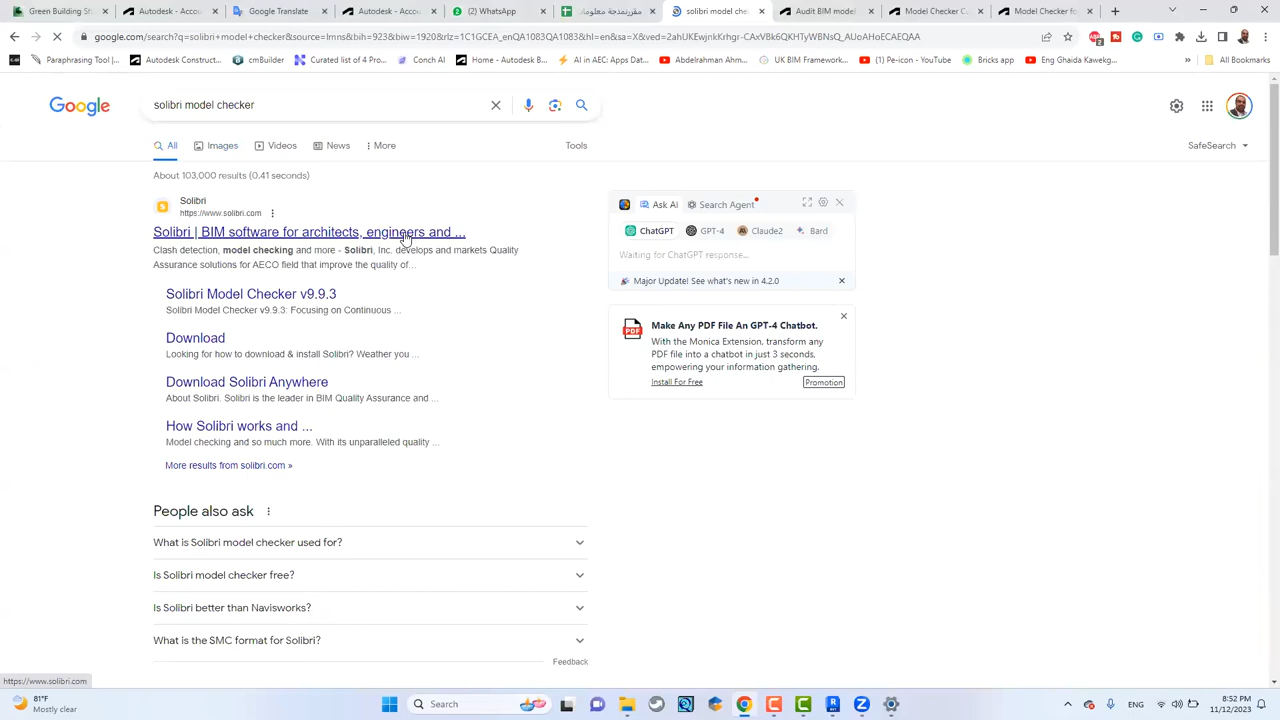 Green Building Stu
Autodesk - Accou
Google Translate
Autodesk - Accou
(2) WhatsApp
solibri model che
Audit BIM model
Model Checker Co
Model Checker fo
google.com/search?q=solibri+model+checker&source=lmns&bih=923&biw=1920&rlz=1C1GCEA_enQA1083QA1083&hl=en&sa=X&ved=2ahUKEwjnkKrhgr-CAxVBk6QKHTyWBNsQ_AUoAHoECAEQAA
Paraphrasing Tool |...
Autodesk Construct...
cmBuilder
Curated list of 4 Pro...
Conch AI
Home - Autodesk B...
AI in AEC: Apps Dat...
Abdelrahman Ahm...
UK BIM Framework...
(7) Pe-icon - YouTube
Bricks app
Eng Ghaida Kawekg...
»
All Bookmarks
Google
solibri model checker
All
Images
Videos
News
More
Tools
SafeSearch
About 103,000 results (0.41 seconds)
Solibri
https://www.solibri.com
Solibri | BIM software for architects, engineers and ...
Clash detection, model checking and more - Solibri, Inc. develops and markets Quality
Assurance solutions for AECO field that improve the quality of...
Solibri Model Checker v9.9.3
Solibri Model Checker v9.9.3: Focusing on Continuous ...
Download
Looking for how to download & install Solibri? Weather you ...
Download Solibri Anywhere
About Solibri. Solibri is the leader in BIM Quality Assurance and ...
How Solibri works and ...
Model checking and so much more. With its unparalleled quality ...
More results from solibri.com »
Ask AI
Search Agent
ChatGPT
GPT-4
Claude2
Bard
Waiting for ChatGPT response...
Major Update! See what's new in 4.2.0
Make Any PDF File An GPT-4 Chatbot.
With the Monica Extension, transform any
PDF file into a chatbot in just 3 seconds,
empowering your information gathering.
Install For Free
Promotion
People also ask
What is Solibri model checker used for?
Is Solibri model checker free?
Is Solibri better than Navisworks?
What is the SMC format for Solibri?
Feedback
https://www.solibri.com
81°F
Mostly clear
Search
ENG
8:52 PM
11/12/2023